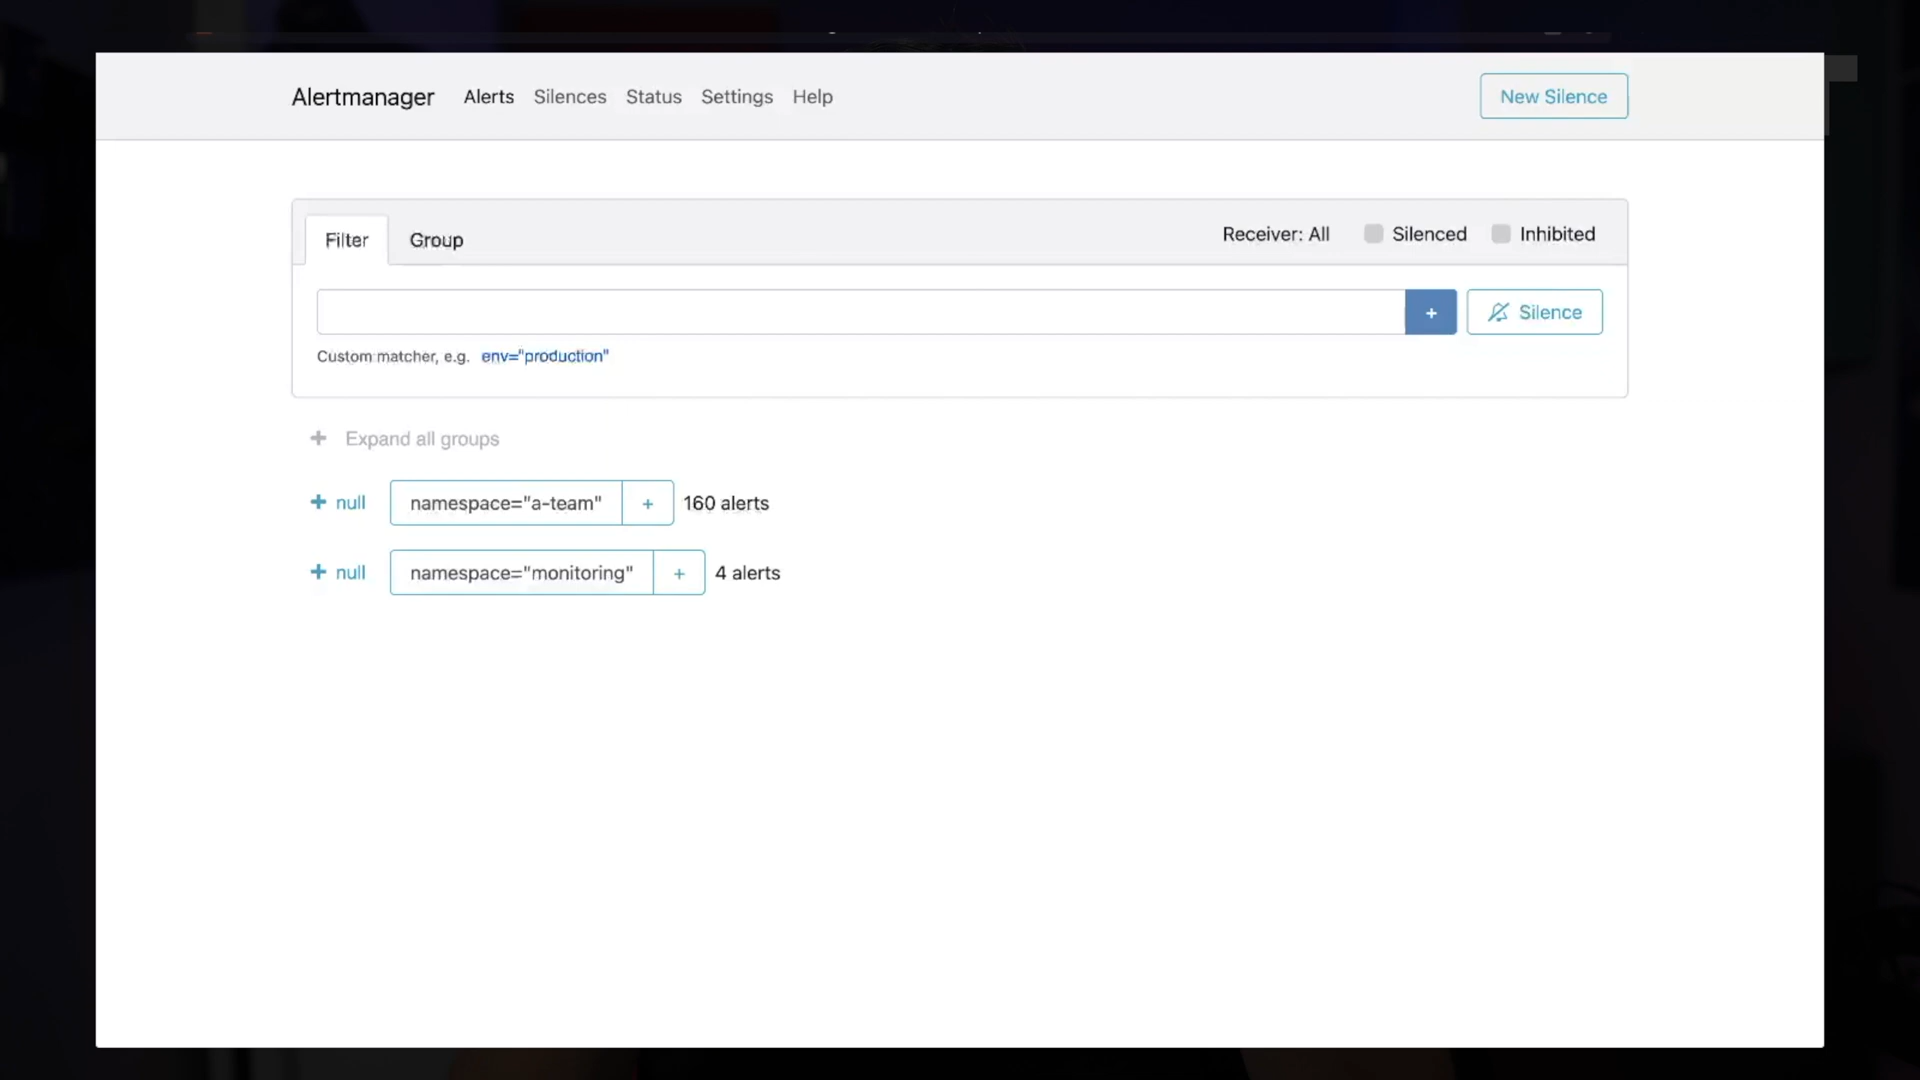 Alertmanager Alerts Silences Status Settings Help New Silence
Filter Group Receiver: All Silenced Inhibited
+ Silence
Custom matcher, e.g. env="production"
+ Expand all groups
+ null namespace="a-team" + 160 alerts
+ null namespace="monitoring" + 4 alerts